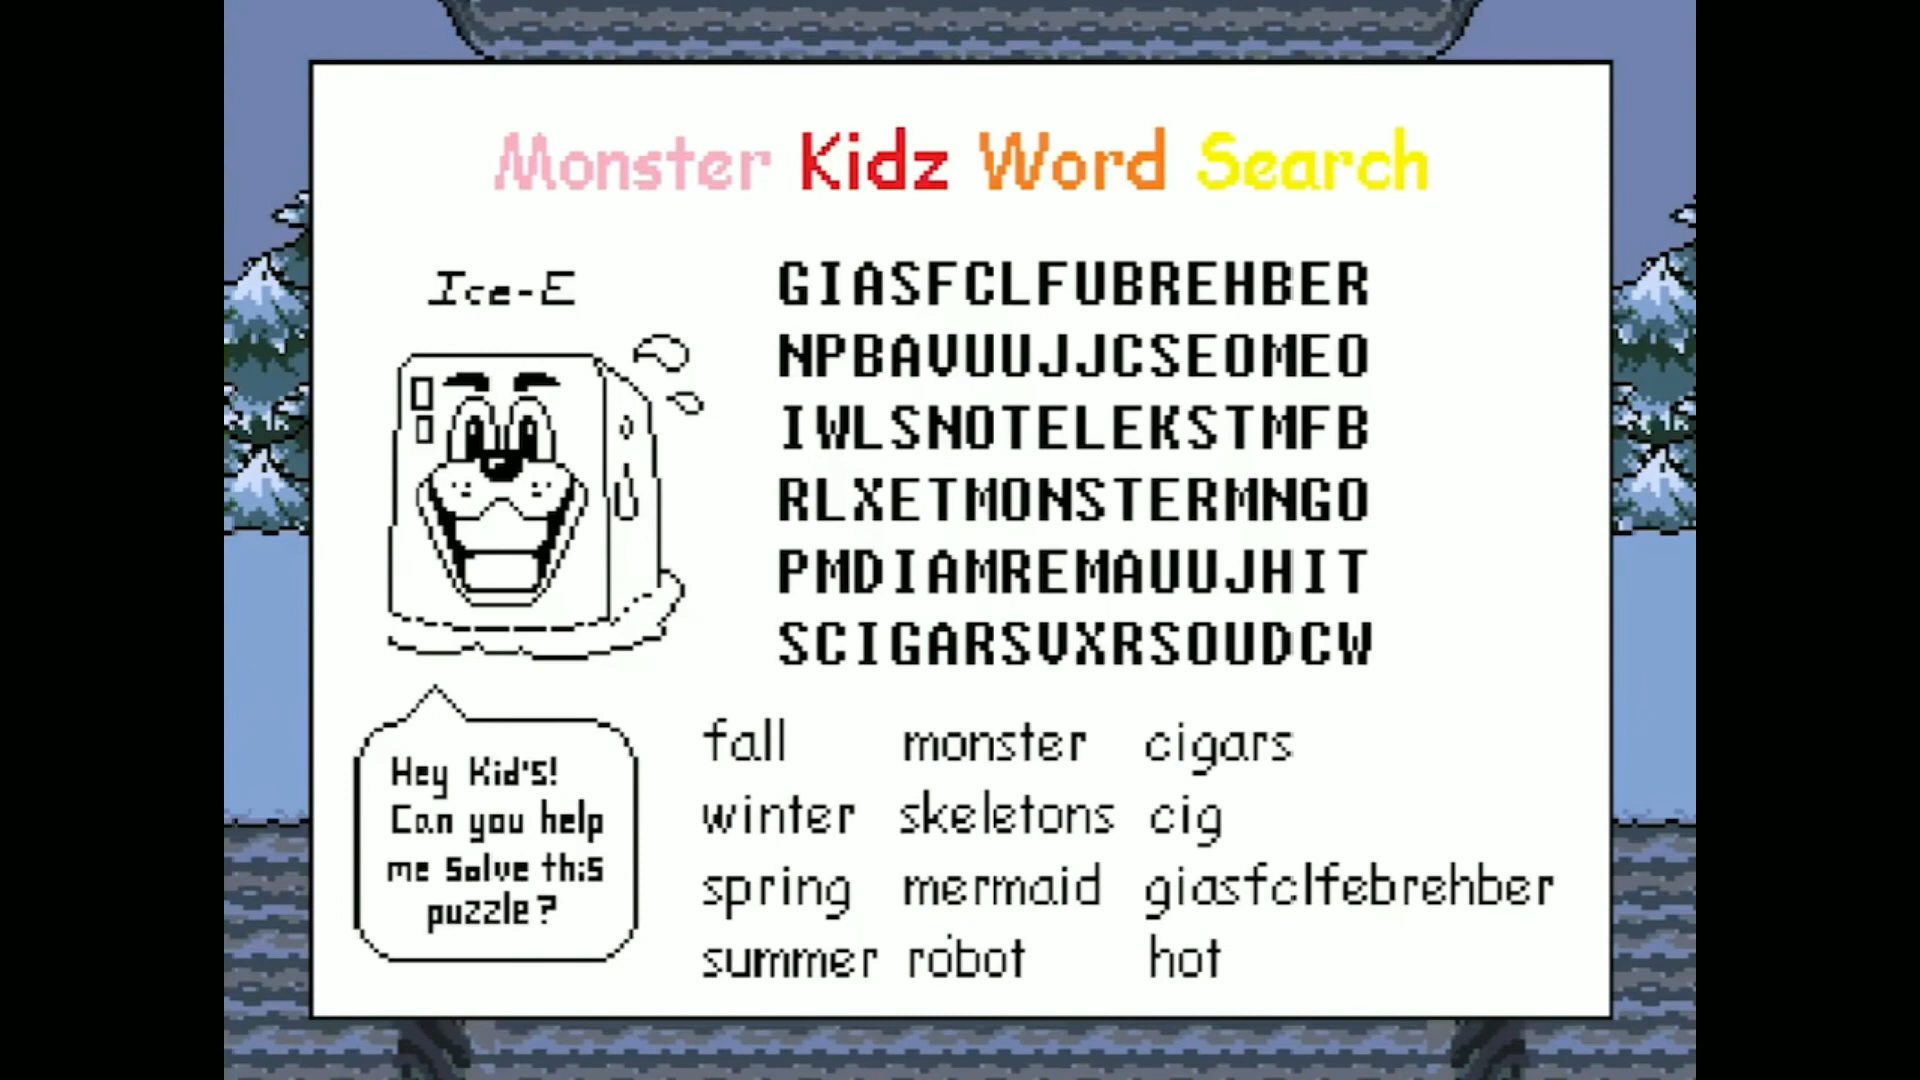 Monster Kidz Word Search
Ice-E
GIASFCLFUBREHBER
NPBAVUUJJCSEOMEO
IWLSNOTELEKSTMFB
RLXETMONSTERMNGO
PMDIAMREMAUUJHIT
SCIGARSVXRSOUDCW
Hey Kid's!
Can you help
me Solve this
puzzle?
fall monster cigars
winter skeletons cig
spring mermaid giasfclfebrehber
summer robot hot